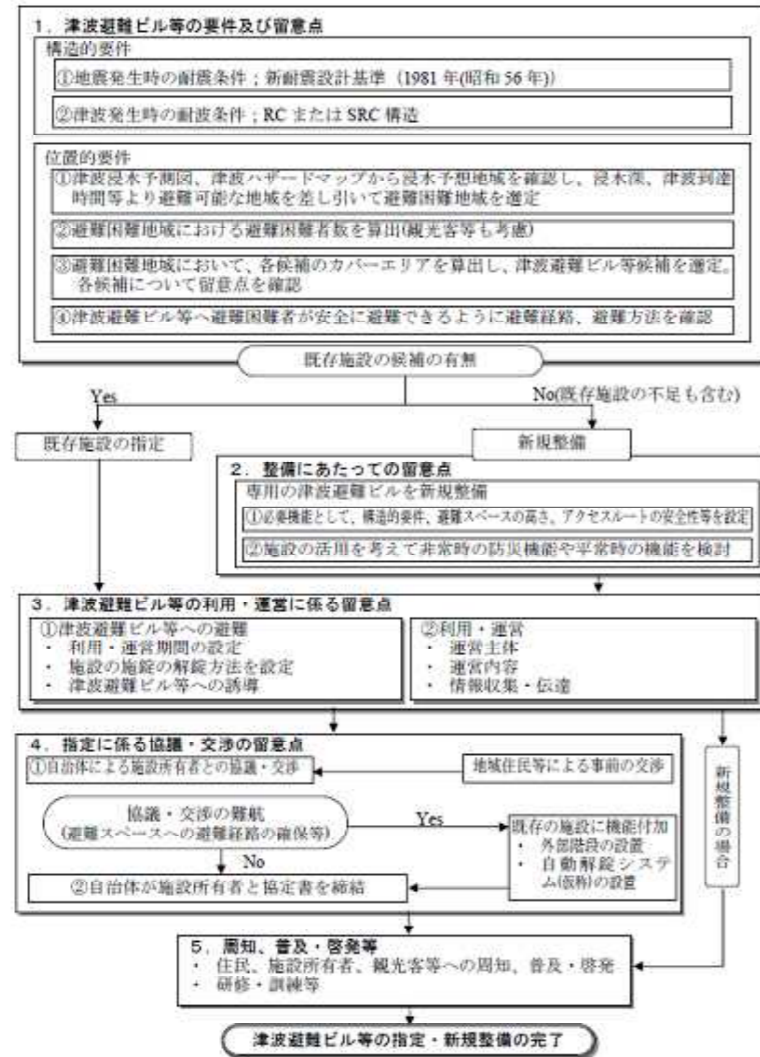 1．津波避難ビル等の要件及び留意点
構造的要件
①地震発生時の耐震条件；新耐震設計基準（1981年(昭和56年)）
②津波発生時の耐波条件；RCまたはSRC構造
位置的要件
①津波浸水予測図、津波ハザードマップから浸水予想地域を確認し、浸水深、津波到達
時間等より避難可能な地域を差し引いて避難困難地域を選定
②避難困難地域における避難困難者数を算出(観光客等も考慮)
③避難困難地域において、各候補のカバーエリアを算出し、津波避難ビル等候補を選定。
各候補について留意点を確認
④津波避難ビル等へ避難困難者が安全に避難できるように避難経路、避難方法を確認
既存施設の候補の有無
Yes
No(既存施設の不足も含む)
既存施設の指定
新規整備
2．整備にあたっての留意点
専用の津波避難ビルを新規整備
①必要機能として、構造的要件、避難スペースの高さ、アクセスルートの安全性等を設定
②施設の活用を考えて非常時の防災機能や平常時の機能を検討
3．津波避難ビル等の利用・運営に係る留意点
①津波避難ビル等への避難
・ 利用・運営期間の設定
・ 施設の施錠の解錠方法を設定
・ 津波避難ビル等への誘導
②利用・運営
・ 運営主体
・ 運営内容
・ 情報収集・伝達
4．指定に係る協議・交渉の留意点
①自治体による施設所有者との協議・交渉
地域住民等による事前の交渉
協議・交渉の難航
(避難スペースへの避難経路の確保等)
Yes
既存の施設に機能付加
・ 外部階段の設置
・ 自動解錠システ
ム(仮称)の設置
No
②自治体が施設所有者と協定書を締結
新規整備の場合
5．周知、普及・啓発等
・ 住民、施設所有者、観光客等への周知、普及・啓発
・ 研修・訓練等
津波避難ビル等の指定・新規整備の完了